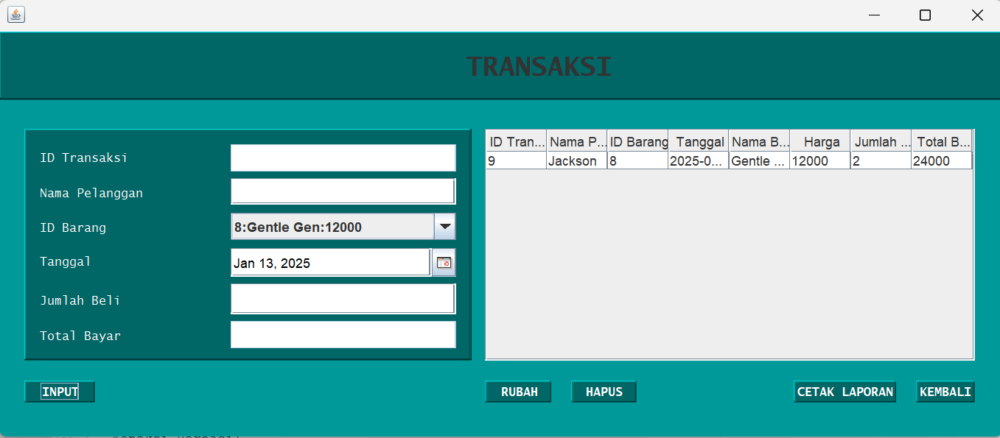 TRANSAKSI
ID Transaksi
Nama Pelanggan
ID Barang
8:Gentle Gen:12000
Tanggal
Jan 13, 2025
Jumlah Beli
Total Bayar
ID Tran... Nama P... ID Barang Tanggal Nama B... Harga Jumlah ... Total B...
9 Jackson 8 2025-0... Gentle ... 12000 2 24000
INPUT
RUBAH
HAPUS
CETAK LAPORAN
KEMBALI